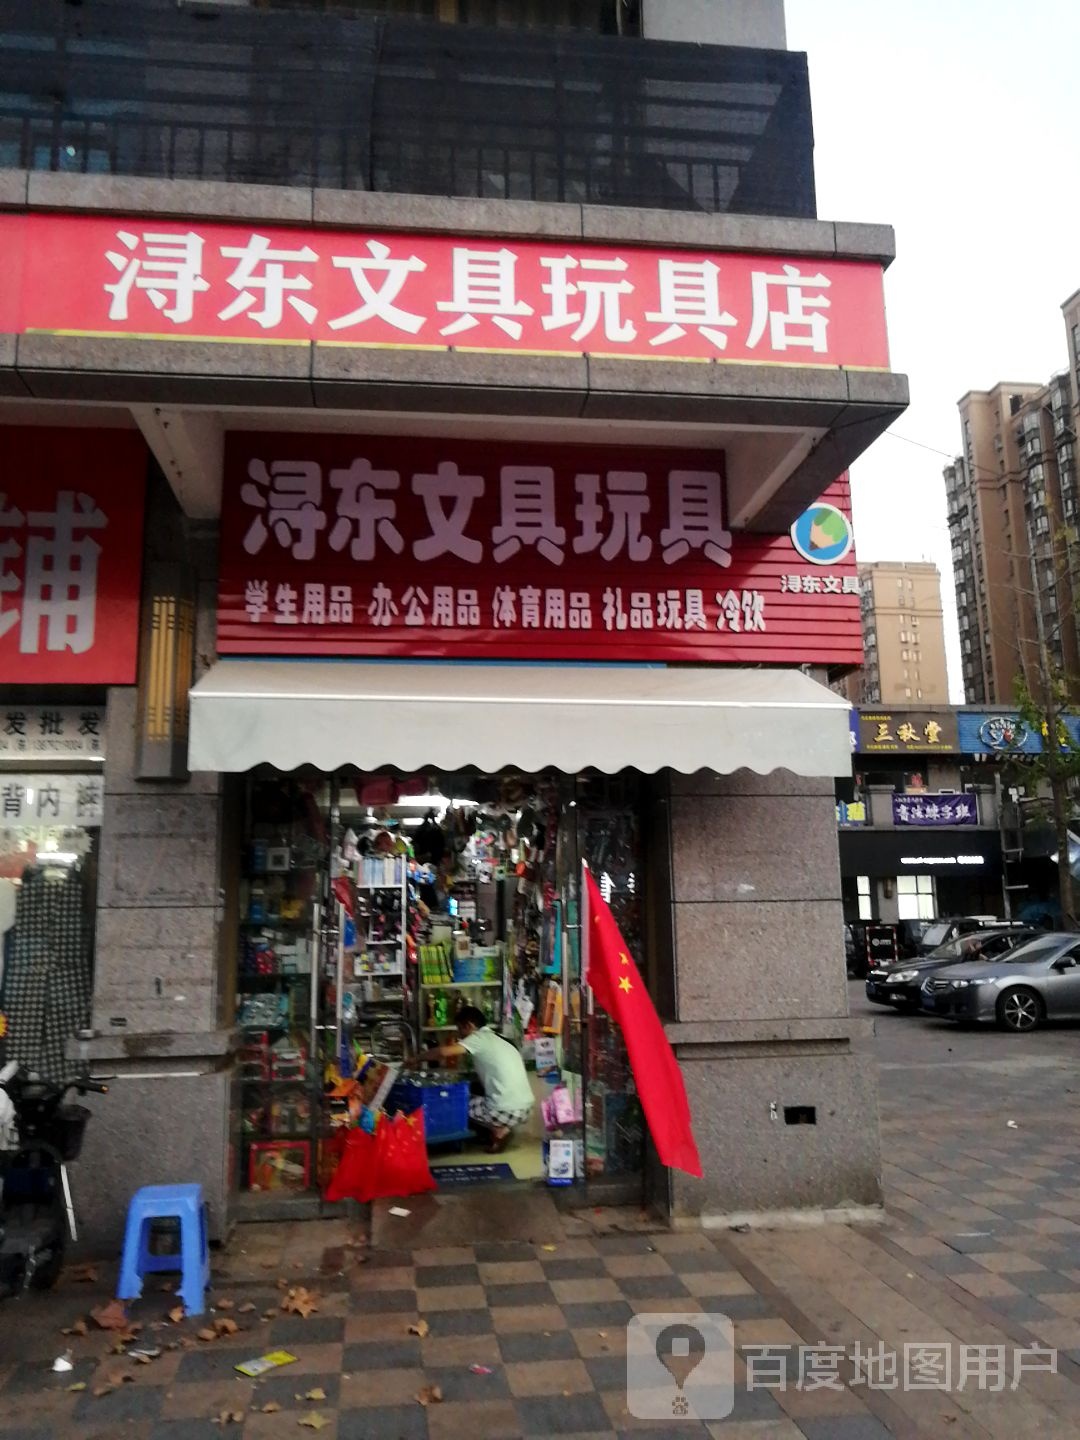 浔东文具玩具店
浔东文具玩具
浔东文具
学生用品 办公用品 体育用品 礼品玩具 冷饮
铺
发批发
背内裤
三秋堂
书法练字班
百度地图用户